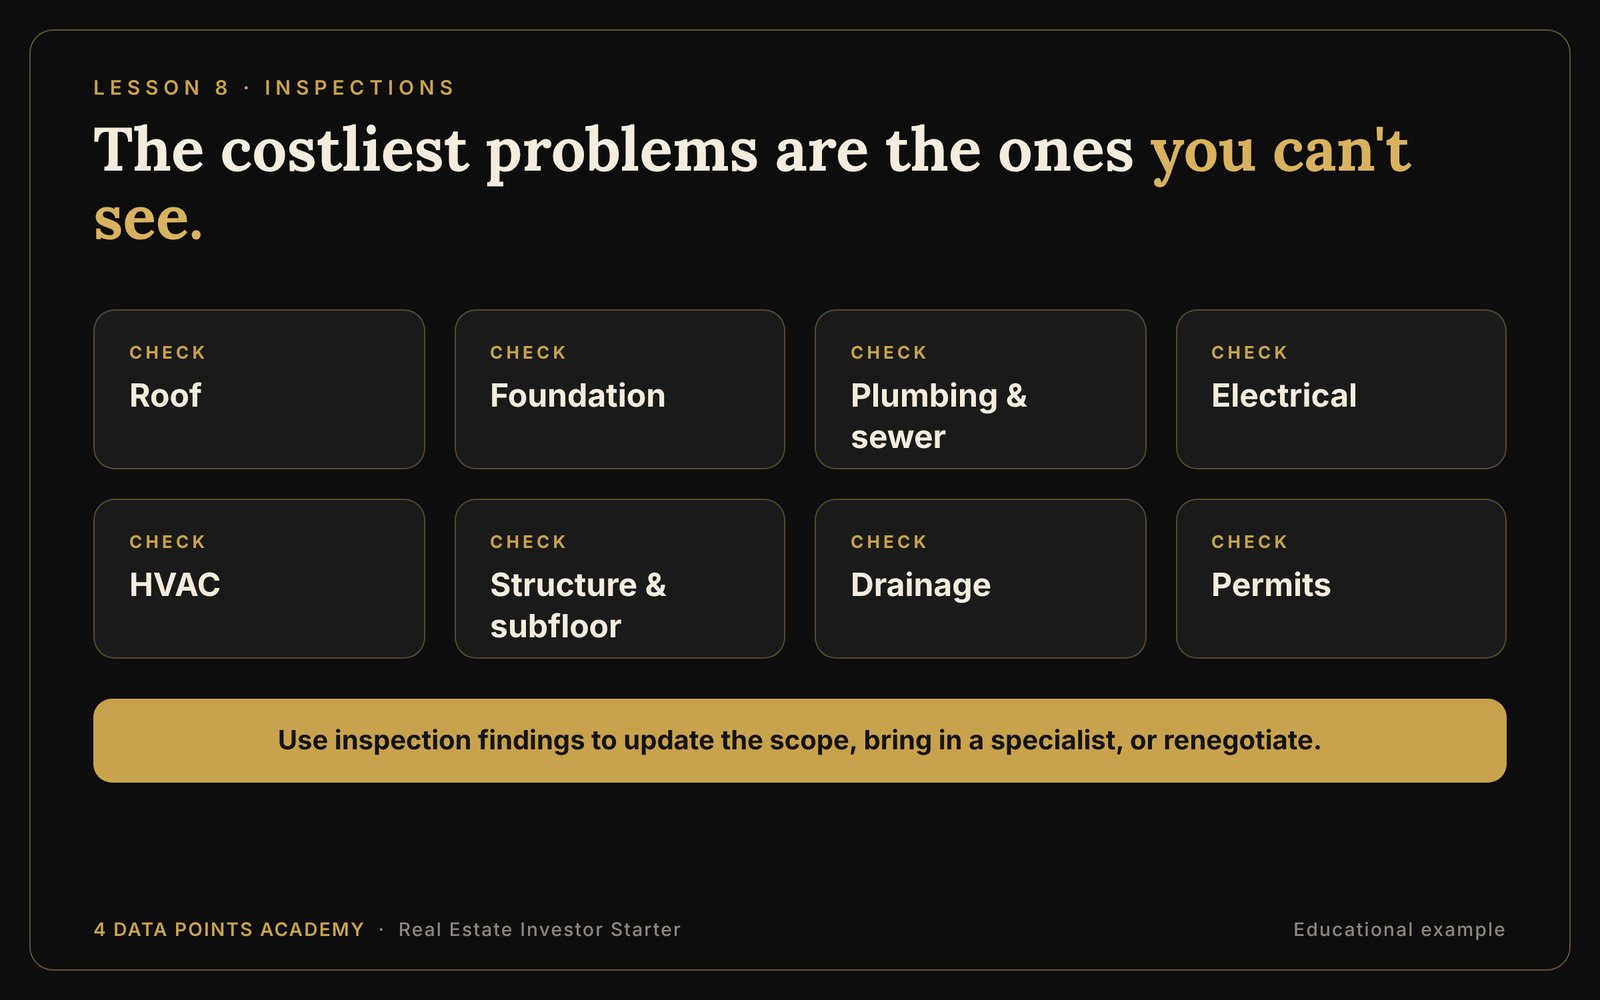 LESSON 8 · INSPECTIONS
The costliest problems are the ones you can't
see.
CHECK
Roof
CHECK
Foundation
CHECK
Plumbing &
sewer
CHECK
Electrical
CHECK
HVAC
CHECK
Structure &
subfloor
CHECK
Drainage
CHECK
Permits
Use inspection findings to update the scope, bring in a specialist, or renegotiate.
4 DATA POINTS ACADEMY · Real Estate Investor Starter
Educational example